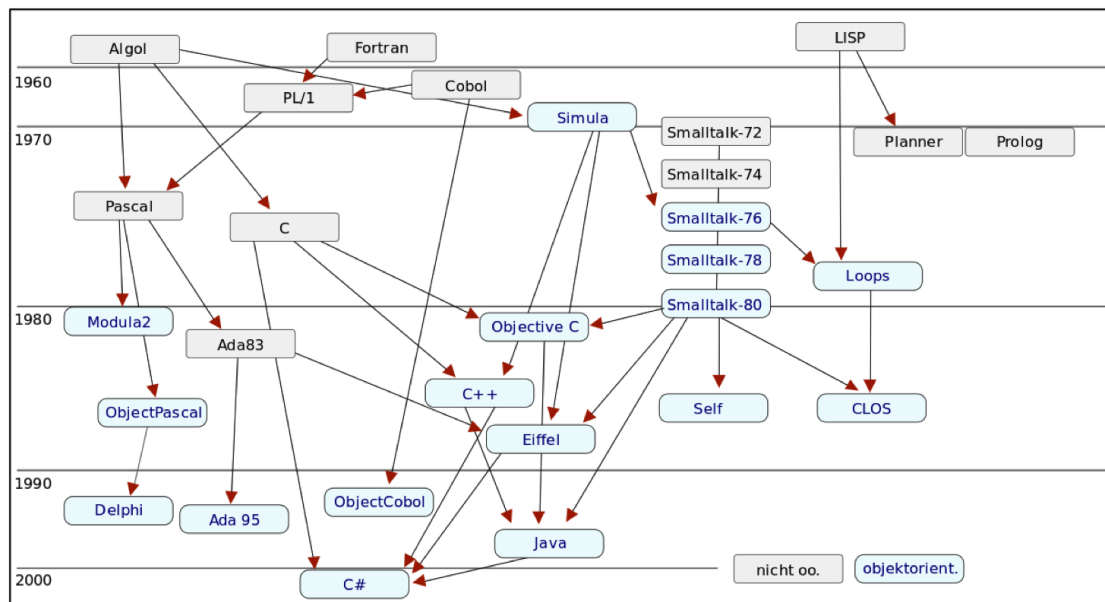 Algol
Fortran
LISP
1960
Cobol
PL/1
Simula
1970
Smalltalk-72
Planner
Prolog
Smalltalk-74
Pascal
Smalltalk-76
C
Smalltalk-78
Loops
Smalltalk-80
1980
Modula2
Objective C
Ada83
C++
Self
CLOS
ObjectPascal
Eiffel
1990
ObjectCobol
Delphi
Ada 95
Java
nicht oo.
objektorient.
2000
C#